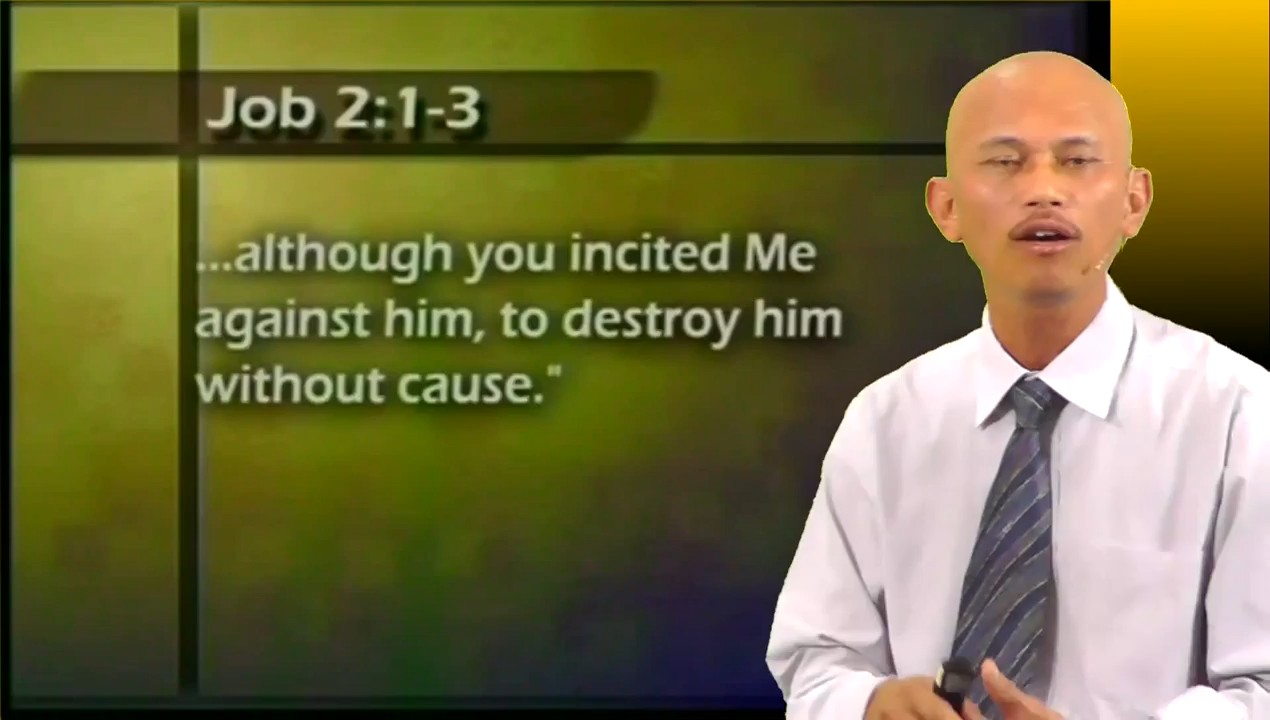 Job 2:1-3
...although you incited Me
against him, to destroy him
without cause."